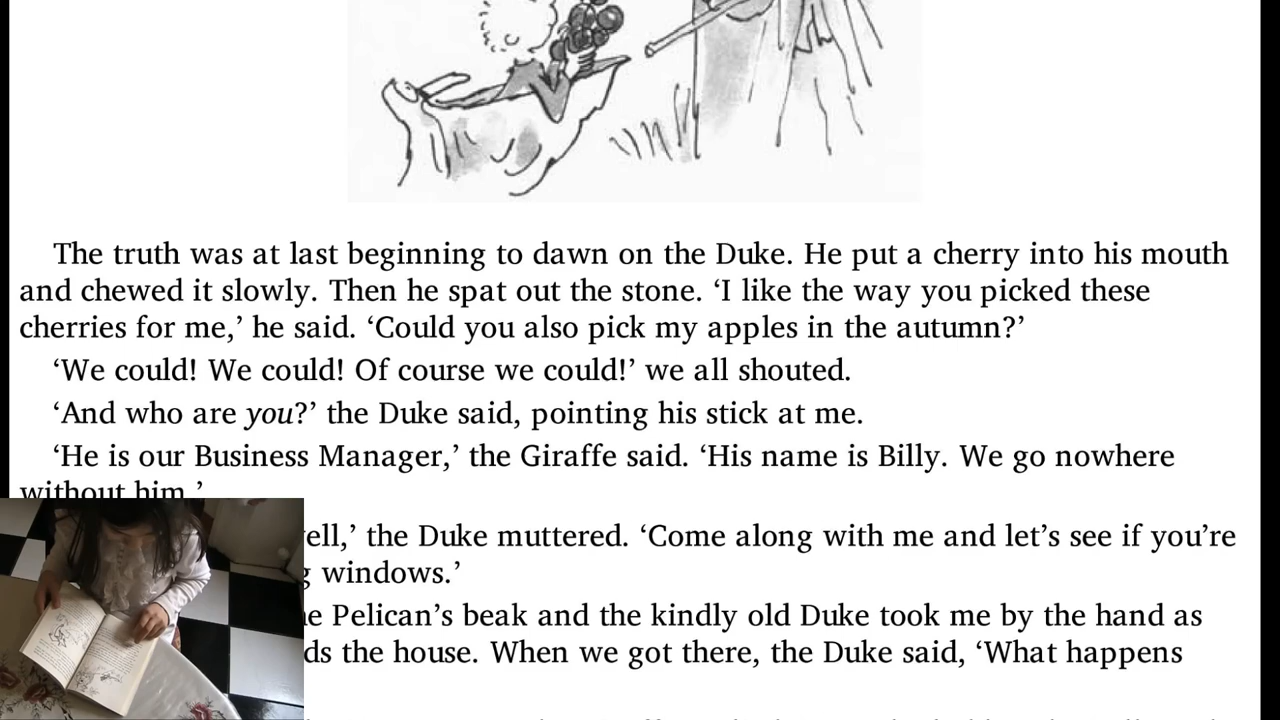 The truth was at last beginning to dawn on the Duke. He put a cherry into his mouth
and chewed it slowly. Then he spat out the stone. ‘I like the way you picked these
cherries for me,’ he said. ‘Could you also pick my apples in the autumn?’
‘We could! We could! Of course we could!’ we all shouted.
‘And who are you?’ the Duke said, pointing his stick at me.
‘He is our Business Manager,’ the Giraffe said. ‘His name is Billy. We go nowhere
without him.’
the Duke muttered. ‘Come along with me and let’s see if you’re
windows.’
Pelican’s beak and the kindly old Duke took me by the hand as
the house. When we got there, the Duke said, ‘What happens